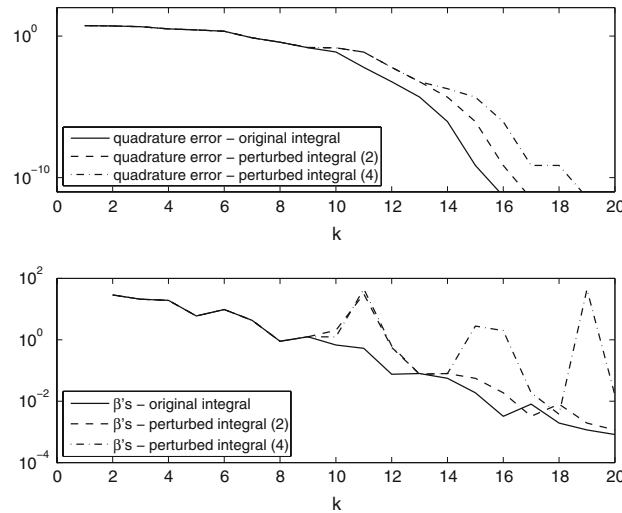 10^0
10^-10
quadrature error – original integral
quadrature error – perturbed integral (2)
quadrature error – perturbed integral (4)
0 2 4 6 8 10 12 14 16 18 20
k
10^2
10^0
10^-2
10^-4
β's – original integral
β's – perturbed integral (2)
β's – perturbed integral (4)
0 2 4 6 8 10 12 14 16 18 20
k